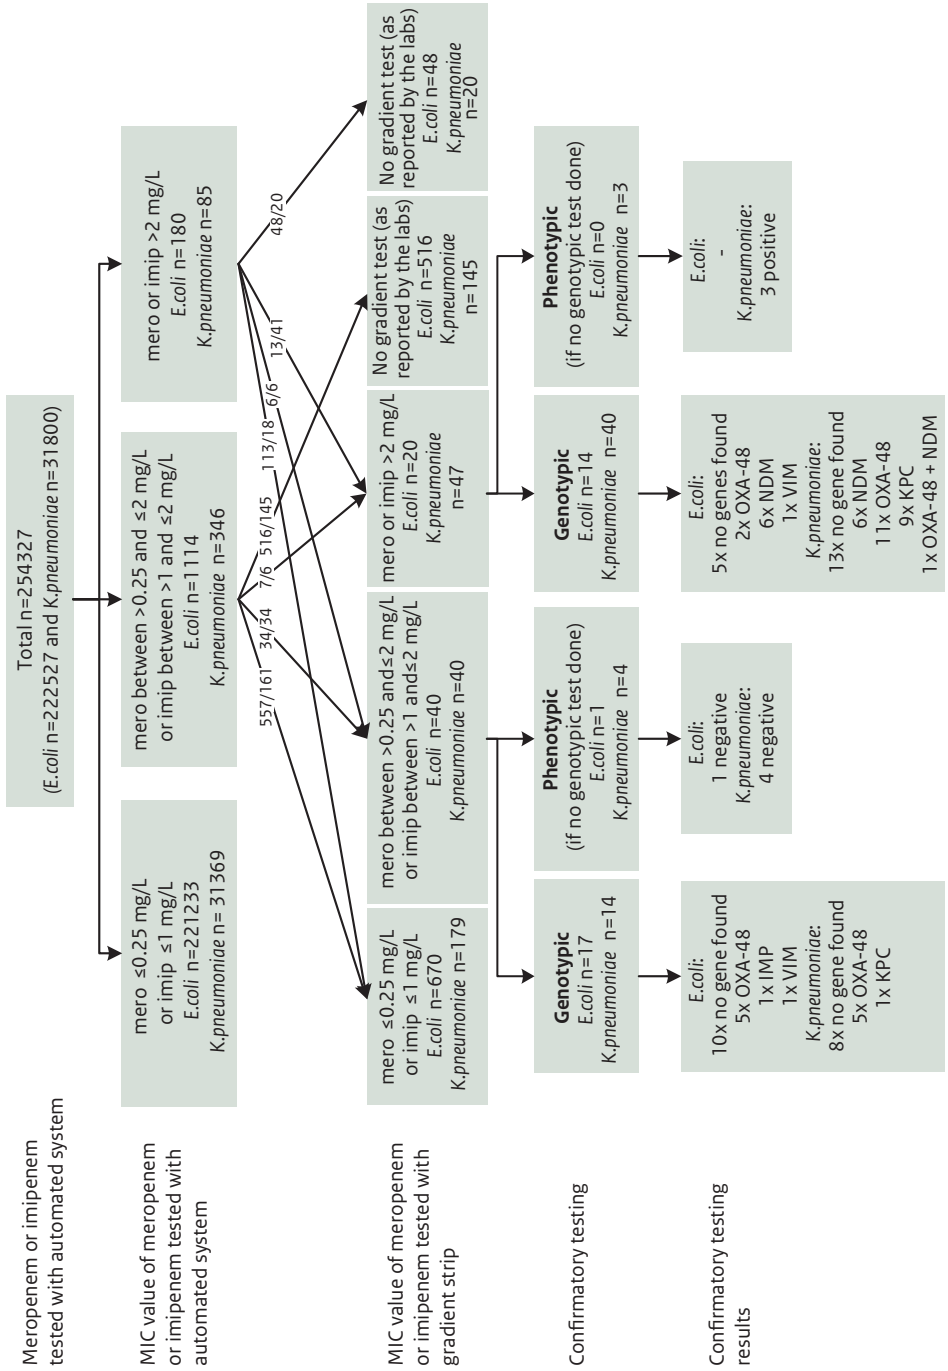 Meropenem or imipenem
tested with automated system
Total n=254327
(E.coli n=222527 and K.pneumoniae n=31800)
MIC value of meropenem
or imipenem tested with
automated system
mero ≤0.25 mg/L
or imip ≤1 mg/L
E.coli n=221233
K.pneumoniae n= 31369
mero between >0.25 and ≤2 mg/L
or imip between >1 and ≤2 mg/L
E.coli n=1114
K.pneumoniae n=346
mero or imip >2 mg/L
E.coli n=180
K.pneumoniae n=85
557/161
34/34
7/6
516/145
113/18
6/6
13/41
48/20
MIC value of meropenem
or imipenem tested with
gradient strip
mero ≤0.25 mg/L
or imip ≤1 mg/L
E.coli n=670
K.pneumoniae n=179
mero between >0.25 and≤2 mg/L
or imip between >1 and≤2 mg/L
E.coli n=40
K.pneumoniae n=40
mero or imip >2 mg/L
E.coli n=20
K.pneumoniae
n=47
No gradient test (as
reported by the labs)
E.coli n=516
K.pneumoniae
n=145
No gradient test (as
reported by the labs)
E.coli n=48
K.pneumoniae
n=20
Confirmatory testing
Genotypic
E.coli n=17
K.pneumoniae n=14
Phenotypic
(if no genotypic test done)
E.coli n=1
K.pneumoniae n=4
Genotypic
E.coli n=14
K.pneumoniae n=40
Phenotypic
(if no genotypic test done)
E.coli n=0
K.pneumoniae n=3
Confirmatory testing
results
E.coli:
10x no gene found
5x OXA-48
1x IMP
1x VIM
K.pneumoniae:
8x no gene found
5x OXA-48
1x KPC
E.coli:
1 negative
K.pneumoniae:
4 negative
E.coli:
5x no genes found
2x OXA-48
6x NDM
1x VIM
K.pneumoniae:
13x no gene found
6x NDM
11x OXA-48
9x KPC
1x OXA-48 + NDM
E.coli:
-
K.pneumoniae:
3 positive